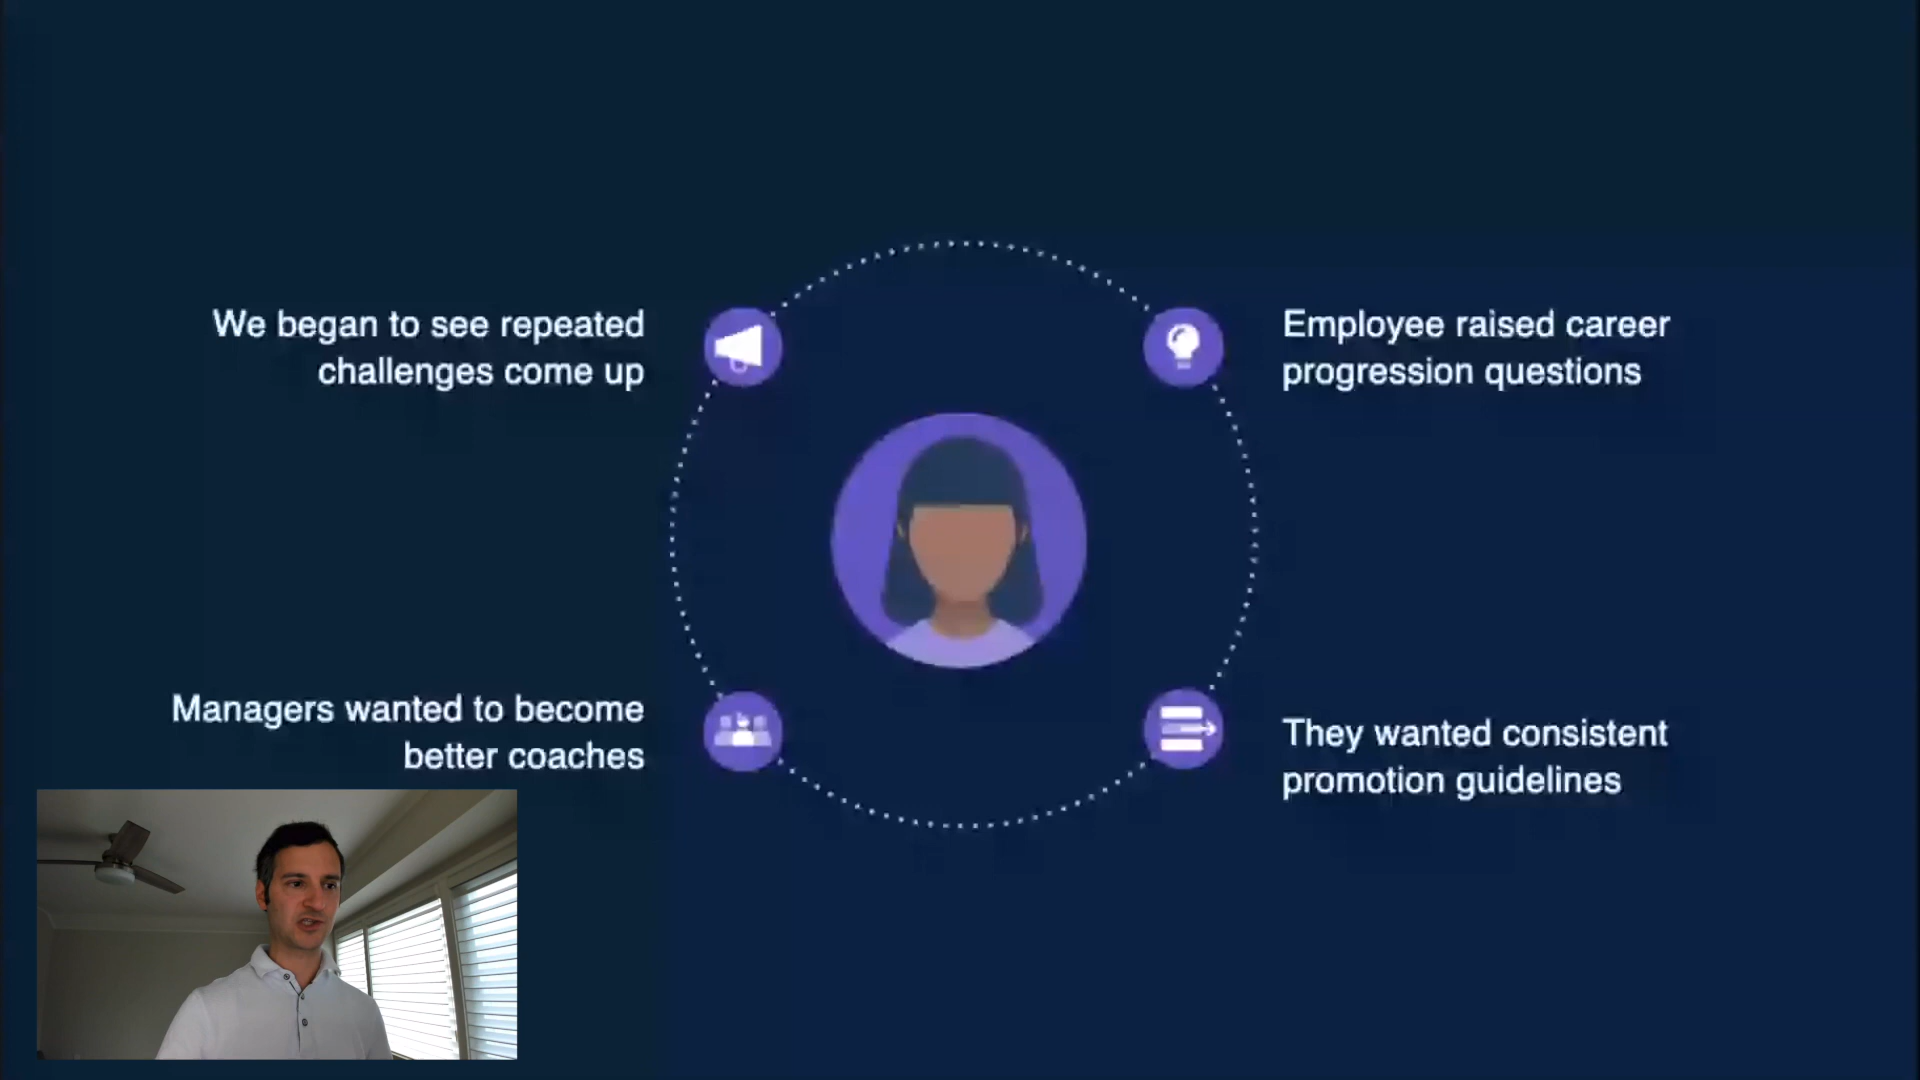 We began to see repeated
challenges come up
Employee raised career
progression questions
Managers wanted to become
better coaches
They wanted consistent
promotion guidelines